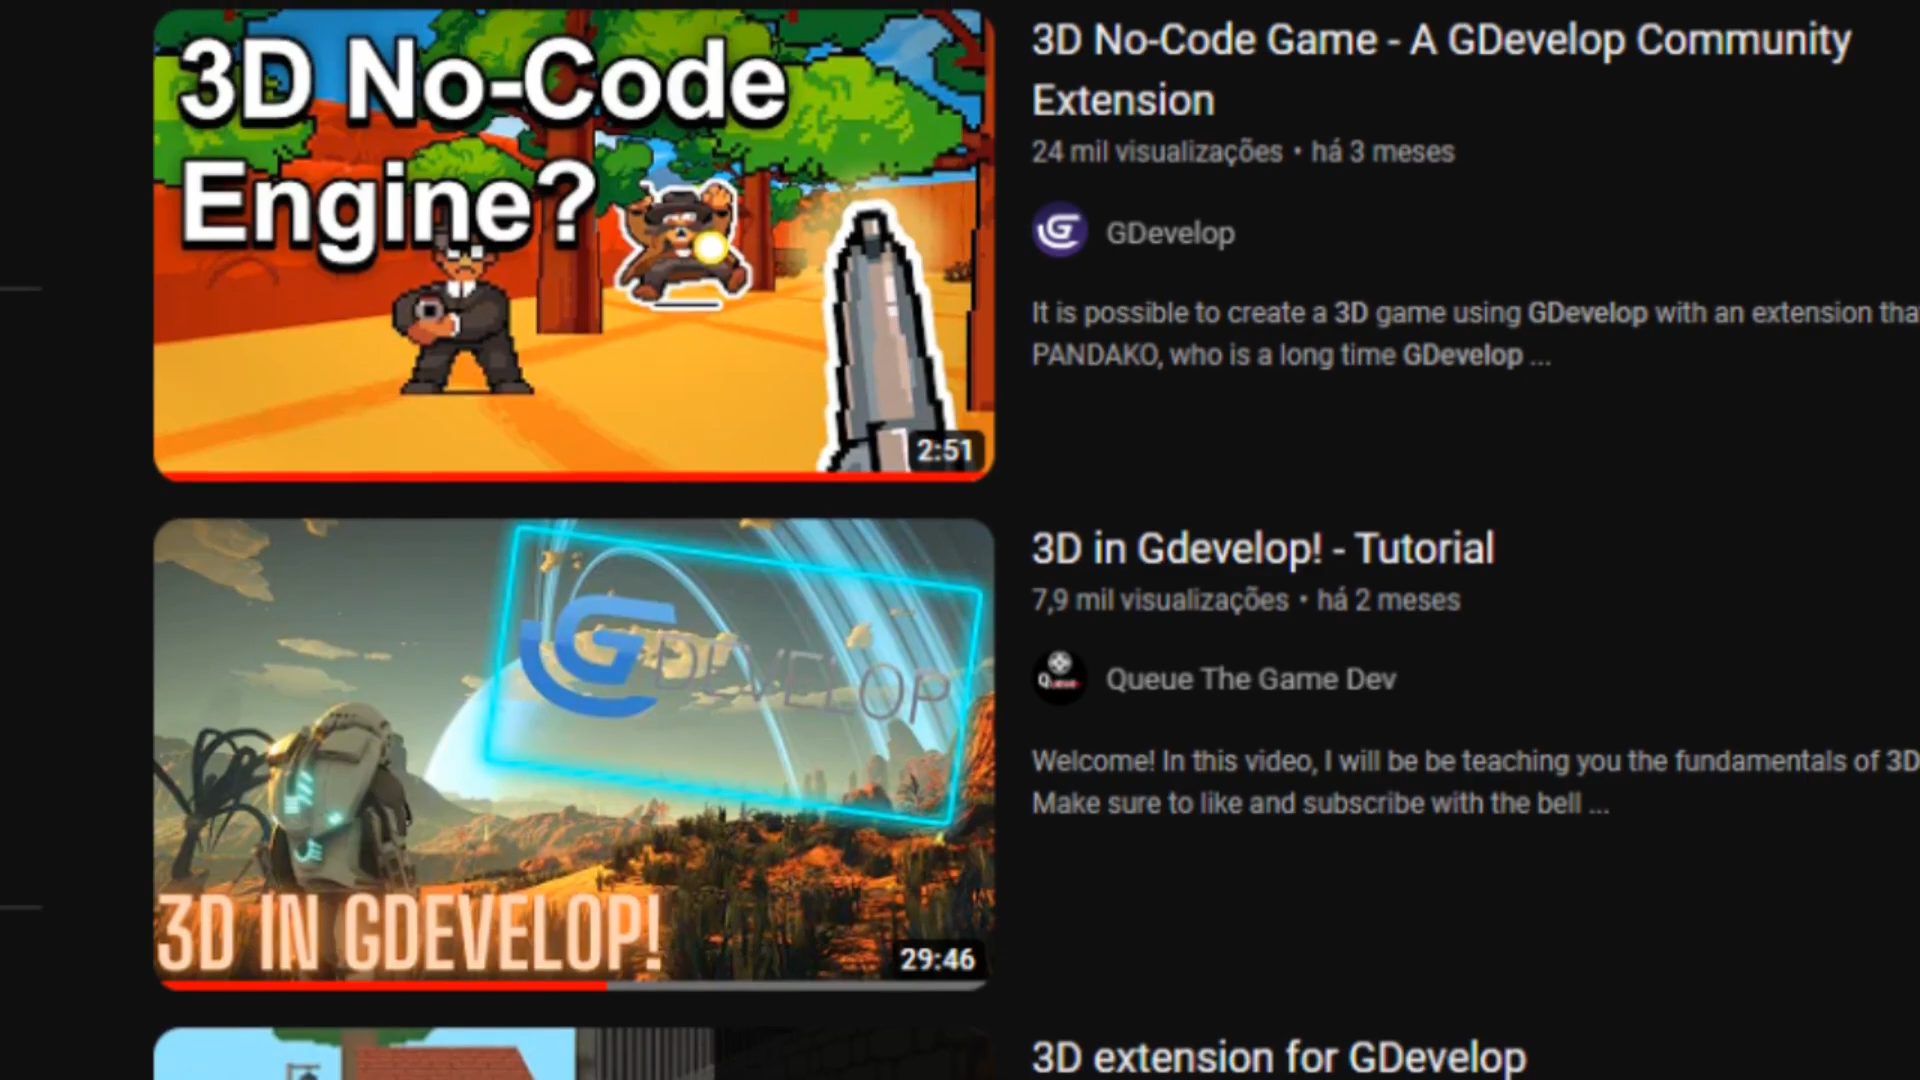 3D No-Code
Engine?
2:51
3D No-Code Game - A GDevelop Community
Extension
24 mil visualizações • há 3 meses
GDevelop
It is possible to create a 3D game using GDevelop with an extension tha
PANDAKO, who is a long time GDevelop ...
GDEVELOP
3D IN GDEVELOP!
29:46
3D in Gdevelop! - Tutorial
7,9 mil visualizações • há 2 meses
Queue
Queue The Game Dev
Welcome! In this video, I will be be teaching you the fundamentals of 3D
Make sure to like and subscribe with the bell ...
3D extension for GDevelop